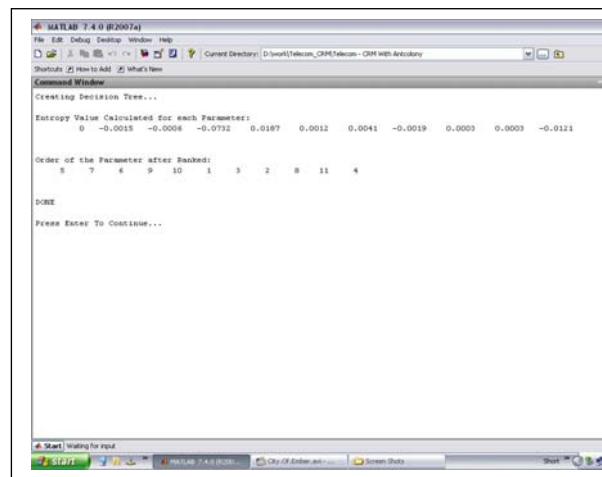 MATLAB 7.4.0 (R2007a)
File Edit Debug Desktop Window Help
Current Directory: D:\work\Telecom_CRM\Telecom - CRM With Antcolony
Shortcuts How to Add What's New
Command Window
Creating Decision Tree...
Entropy Value Calculated for each Parameter:
0 -0.0015 -0.0006 -0.0732 0.0187 0.0012 0.0041 -0.0019 0.0003 0.0003 -0.0121
Order of the Parameter after Ranked:
5 7 6 9 10 1 3 2 8 11 4
DONE
Press Enter To Continue...
Start Waiting for input
start MATLAB 7.4.0 (R200... City Of Ember.avi - ... Screen Shots Short